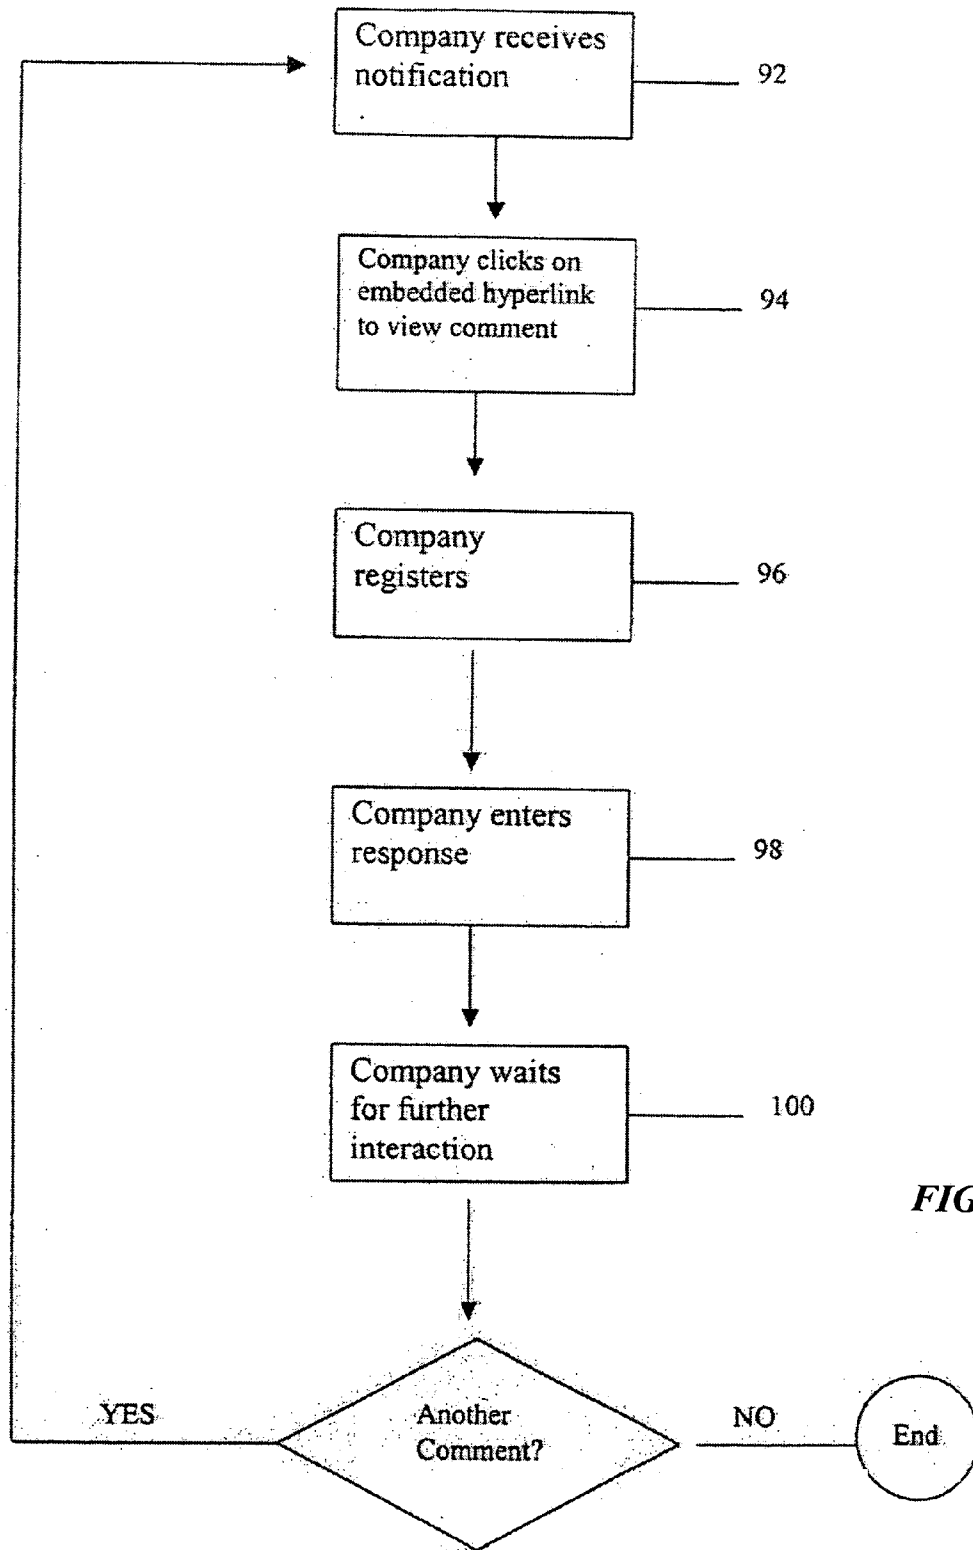 Company receives
notification
92
Company clicks on
embedded hyperlink
to view comment
94
Company
registers
96
Company enters
response
98
Company waits
for further
interaction
100
FIG
YES
Another
Comment?
NO
End